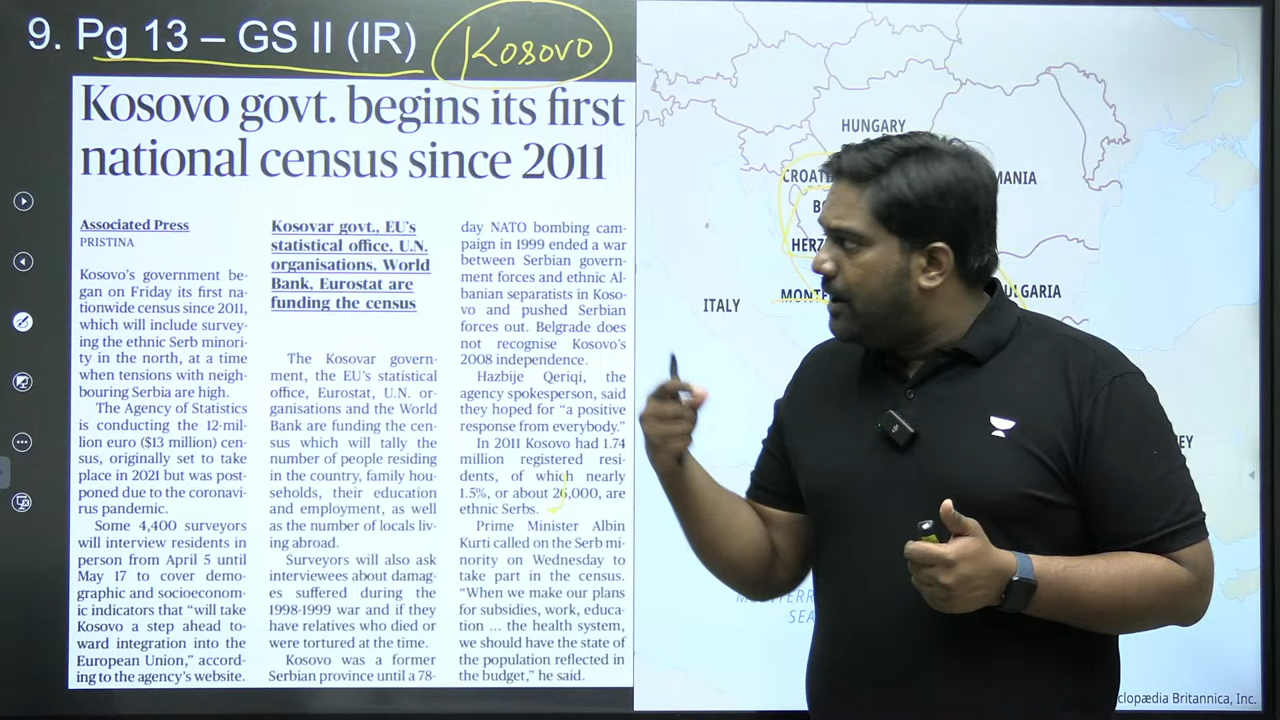 9. Pg 13 – GS II (IR)
Kosovo
Kosovo govt. begins its first
national census since 2011
Associated Press
PRISTINA
Kosovo's government be-
gan on Friday its first na-
tionwide census since 2011,
which will include survey-
ing the ethnic Serb minori-
ty in the north, at a time
when tensions with neigh-
bouring Serbia are high.
The Agency of Statistics
is conducting the 12-mil-
lion euro ($13 million) cen-
sus, originally set to take
place in 2021 but was post-
poned due to the coronavi-
rus pandemic.
Some 4,400 surveyors
will interview residents in
person from April 5 until
May 17 to cover demo-
graphic and socioeconom-
ic indicators that “will take
Kosovo a step ahead to-
ward integration into the
European Union,” accord-
ing to the agency's website.
Kosovar govt., EU's
statistical office, U.N.
organisations, World
Bank, Eurostat are
funding the census
The Kosovar govern-
ment, the EU's statistical
office, Eurostat, U.N. or-
ganisations and the World
Bank are funding the cen-
sus which will tally the
number of people residing
in the country, family hou-
seholds, their education
and employment, as well
as the number of locals liv-
ing abroad.
Surveyors will also ask
interviewees about damag-
es suffered during the
1998-1999 war and if they
have relatives who died or
were tortured at the time.
Kosovo was a former
Serbian province until a 78-
day NATO bombing cam-
paign in 1999 ended a war
between Serbian govern-
ment forces and ethnic Al-
banian separatists in Koso-
vo and pushed Serbian
forces out. Belgrade does
not recognise Kosovo's
2008 independence.
Hazbije Qeriqi, the
agency spokesperson, said
they hoped for “a positive
response from everybody.”
In 2011 Kosovo had 1.74
million registered resi-
dents, of which nearly
1.5%, or about 26,000, are
ethnic Serbs.
Prime Minister Albin
Kurti called on the Serb mi-
nority on Wednesday to
take part in the census.
“When we make our plans
for subsidies, work, educa-
tion ... the health system,
we should have the state of
the population reflected in
the budget,” he said.
HUNGARY
CROATI
MANIA
BO
HERZ
ITALY
MONTE
ULGARIA
EY
MEDITERR
SEA
clopædia Britannica, Inc.